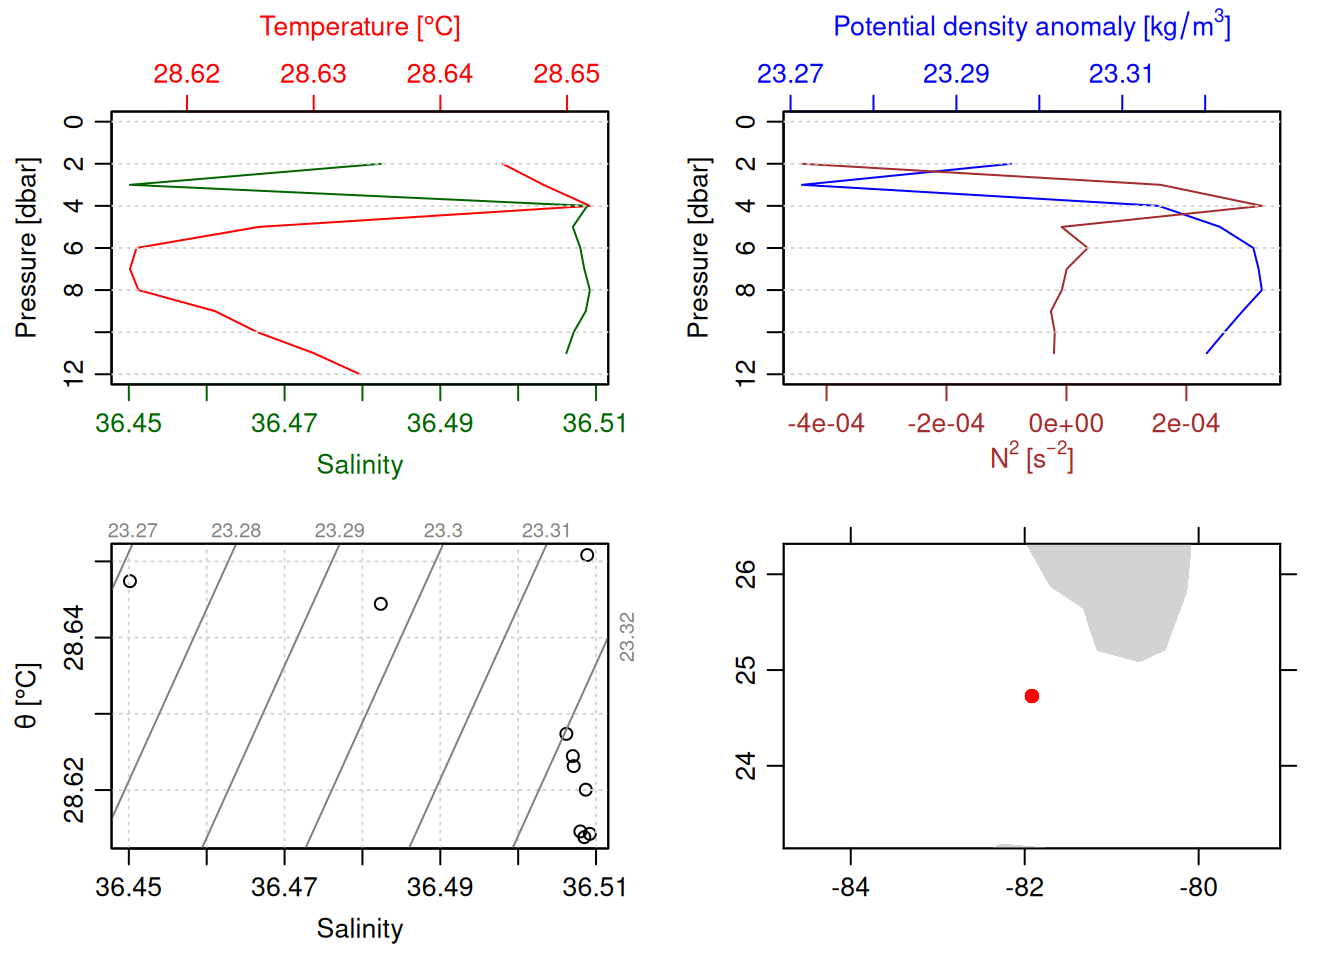 Temperature [°C]
28.62 28.63 28.64 28.65
Pressure [dbar]
0
2
4
6
8
12
36.45 36.47 36.49 36.51
Salinity
Potential density anomaly [kg/m³]
23.27 23.29 23.31
Pressure [dbar]
0
2
4
6
8
12
-4e-04 -2e-04 0e+00 2e-04
N² [s⁻²]
23.27 23.28 23.29 23.3 23.31
23.32
θ [°C]
28.64
28.62
36.45 36.47 36.49 36.51
Salinity
26
25
24
-84 -82 -80